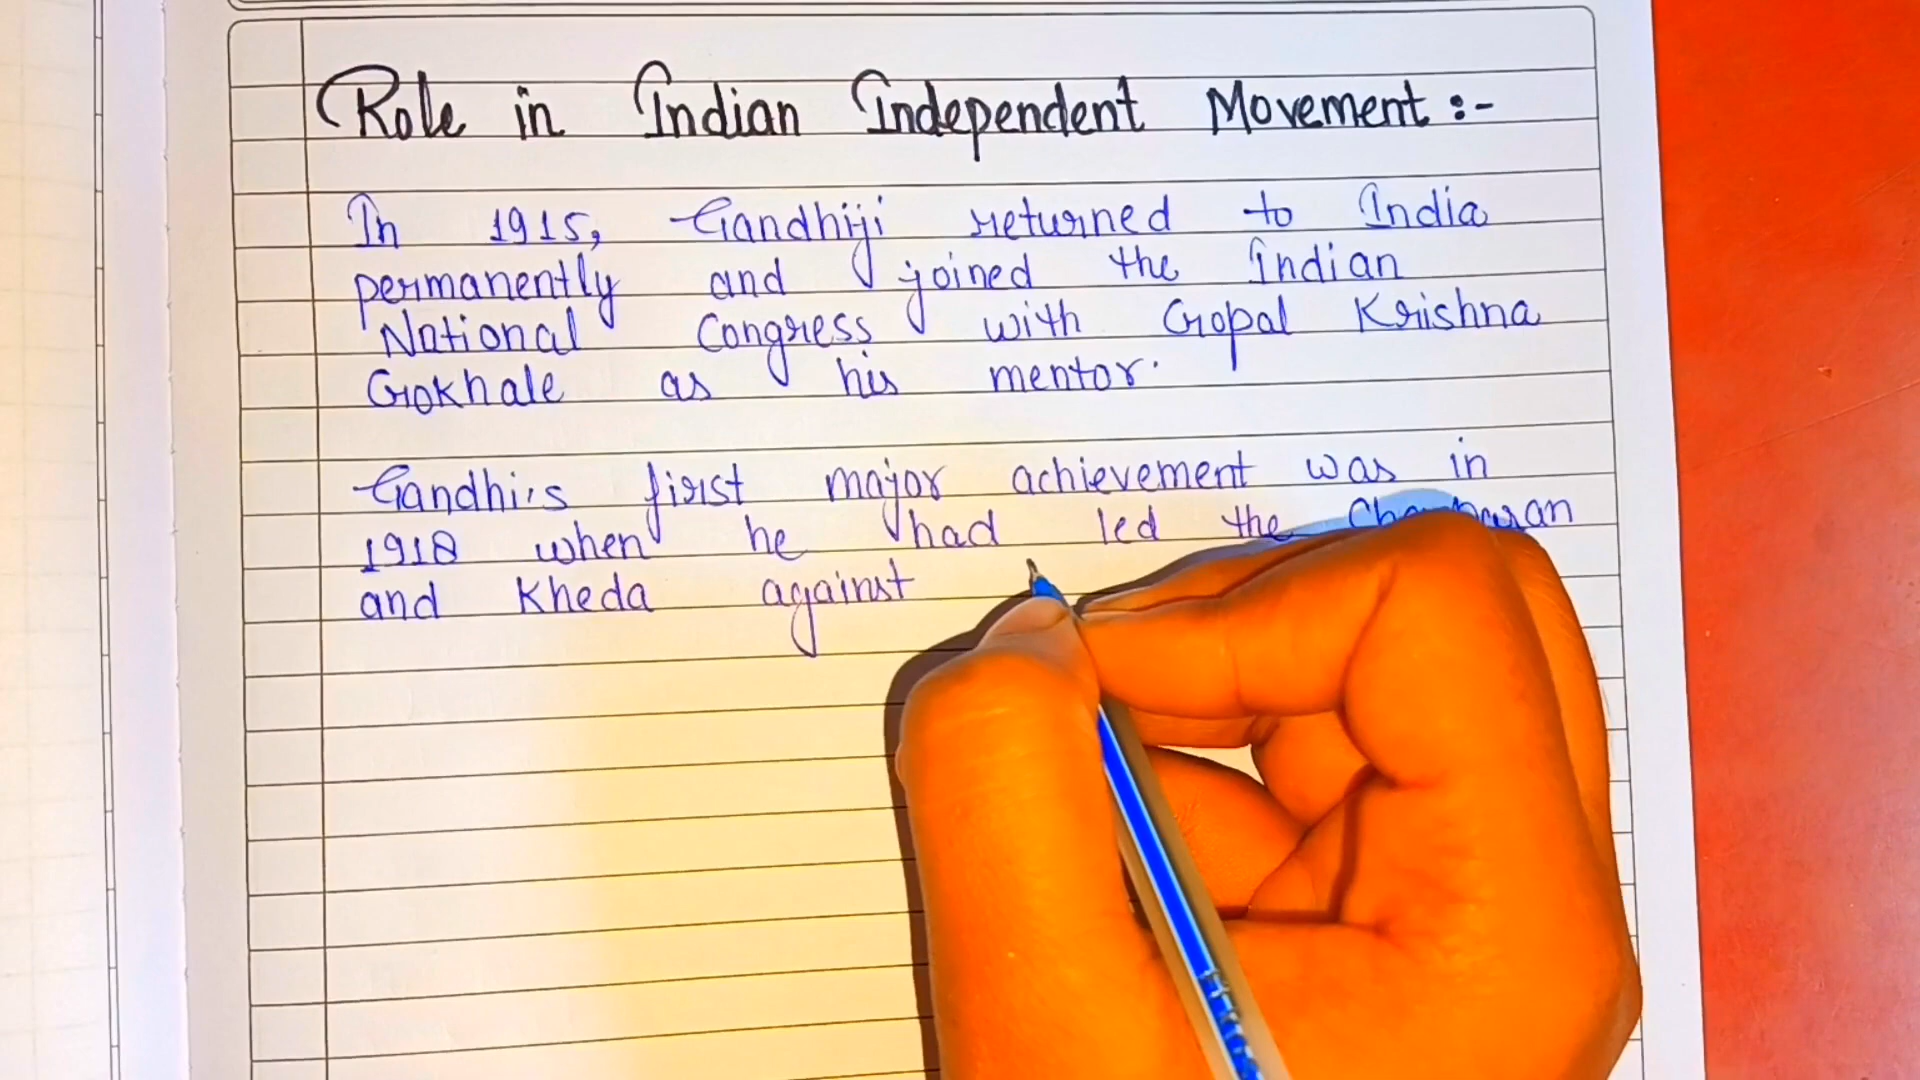 Role in Indian Independent Movement :-
In 1915, Gandhiji returned to India
permanently and joined the Indian
National Congress with Gopal Krishna
Gokhale as his mentor.
Gandhi's first major achievement was in
1918 when he had led the
and Kheda against